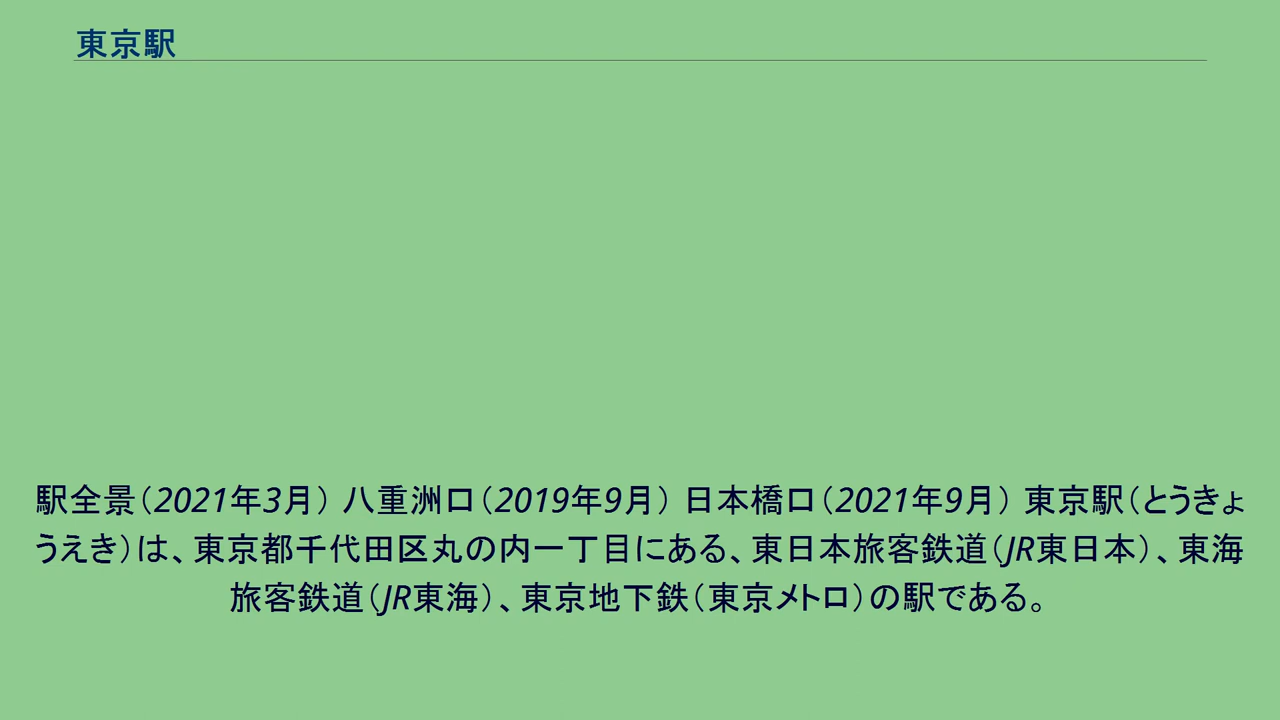 東京駅
駅全景（2021年3月） 八重洲口（2019年9月） 日本橋口（2021年9月） 東京駅（とうきょ
うえき）は、東京都千代田区丸の内一丁目にある、東日本旅客鉄道（JR東日本）、東海
旅客鉄道（JR東海）、東京地下鉄（東京メトロ）の駅である。